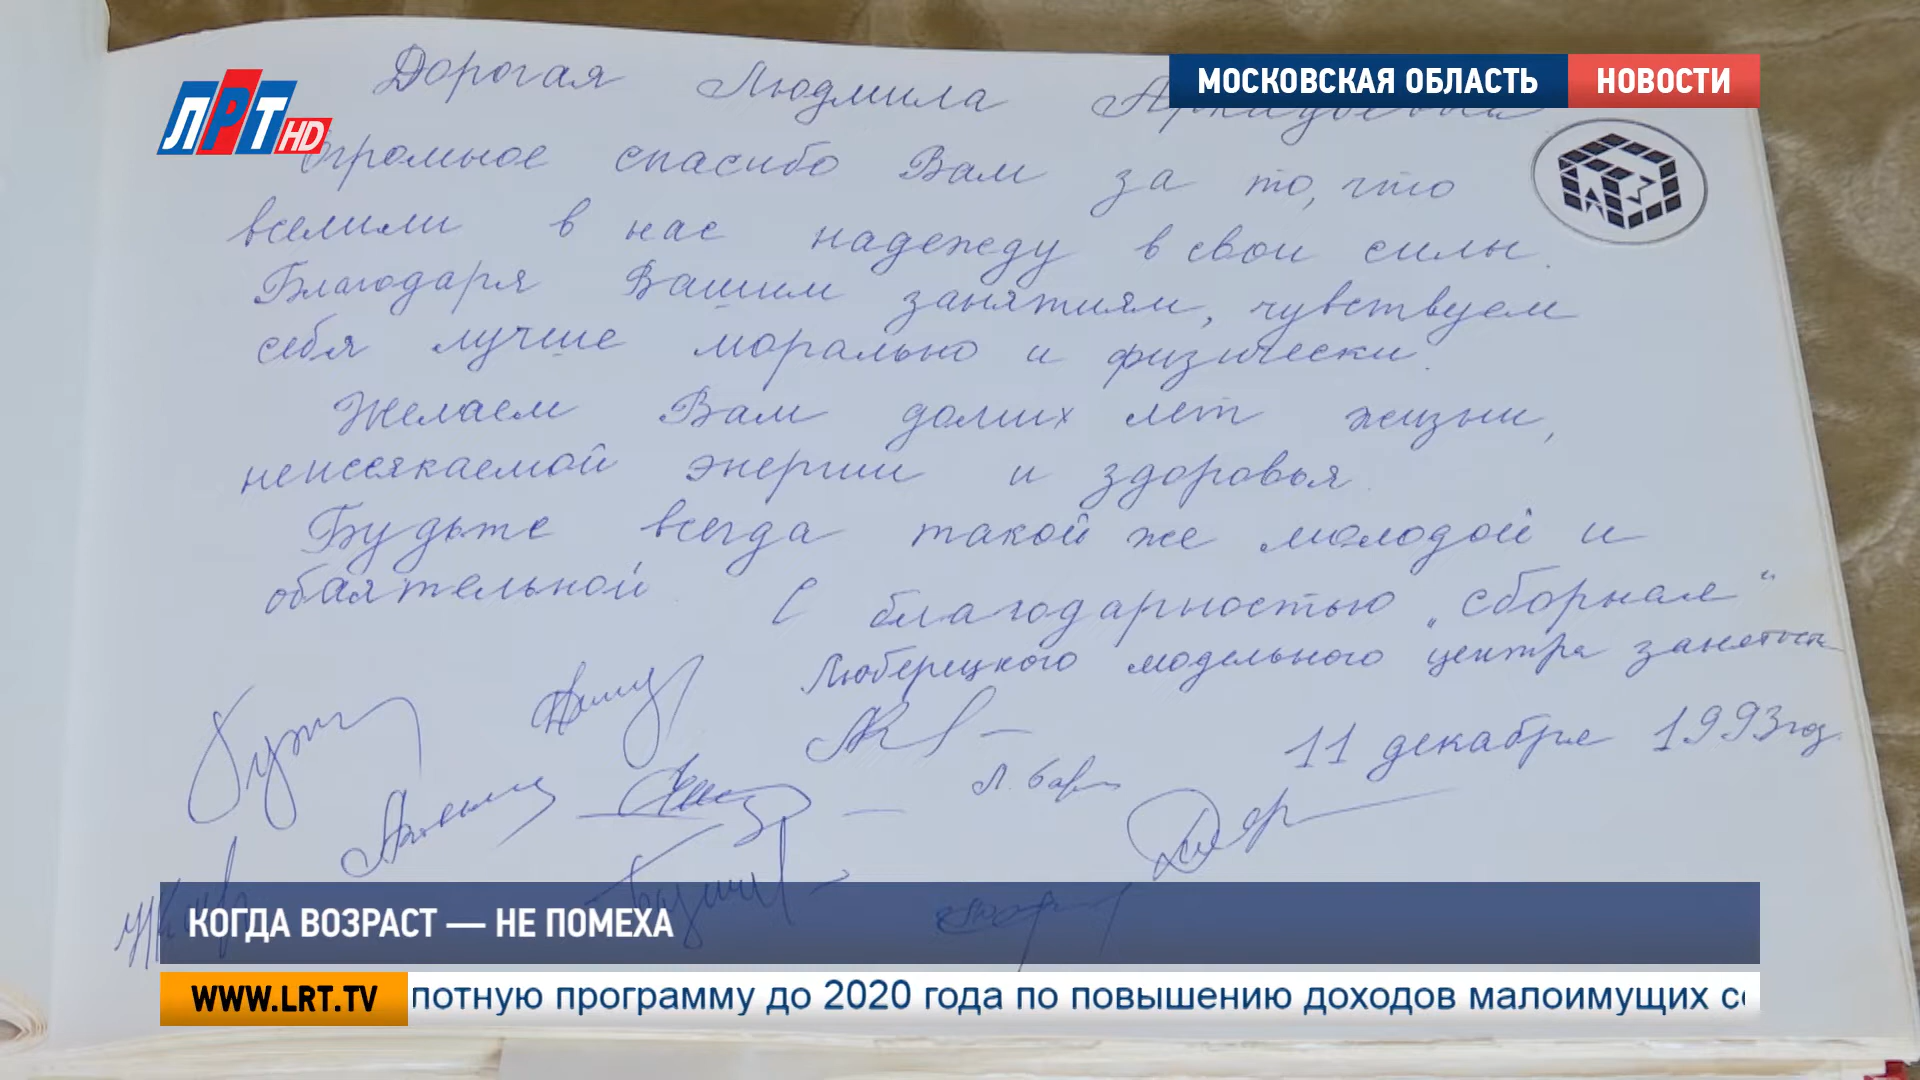 МОСКОВСКАЯ ОБЛАСТЬ НОВОСТИ
ЛРТ HD
Дорогая Людмила Аркадьевна
Огромное спасибо Вам за то, что
вселили в нас надежду в свои силы.
Благодаря Вашим занятиям, чувствуем
себя лучше морально и физически.
Желаем Вам долгих лет жизни,
неиссякаемой энергии и здоровья.
Будьте всегда такой же молодой и
обаятельной. С благодарностью „сборная“
Люберецкого модельного центра занятости
11 декабря 1993 год.
КОГДА ВОЗРАСТ — НЕ ПОМЕХА
WWW.LRT.TV потную программу до 2020 года по повышению доходов малоимущих